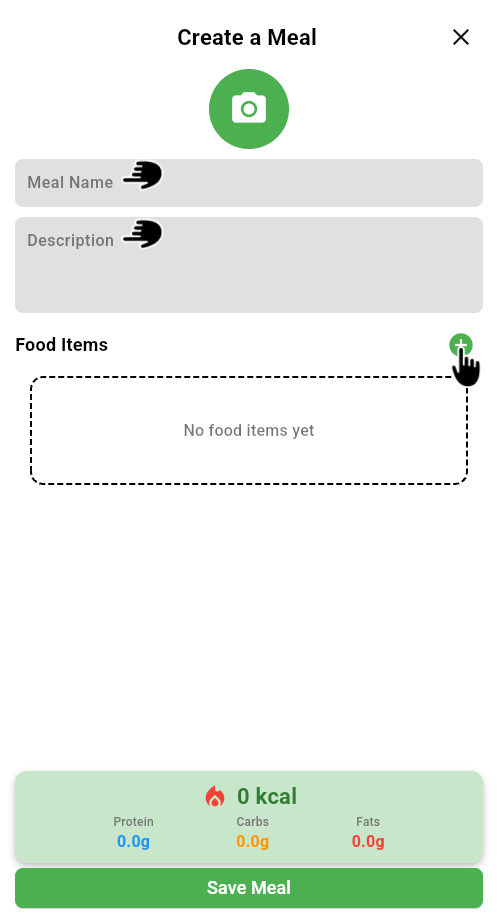 Create a Meal
Meal Name
Description
Food Items
No food items yet
0 kcal
Protein Carbs Fats
0.0g 0.0g 0.0g
Save Meal